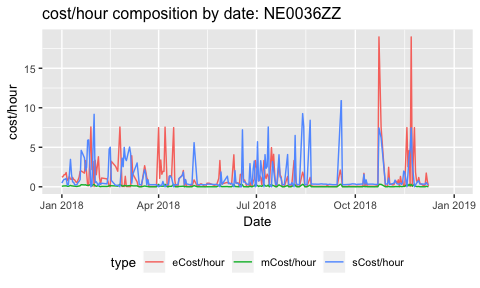 cost/hour composition by date: NE0036ZZ
cost/hour
15
10
5
0
Jan 2018 Apr 2018 Jul 2018 Oct 2018 Jan 2019
Date
type eCost/hour mCost/hour sCost/hour